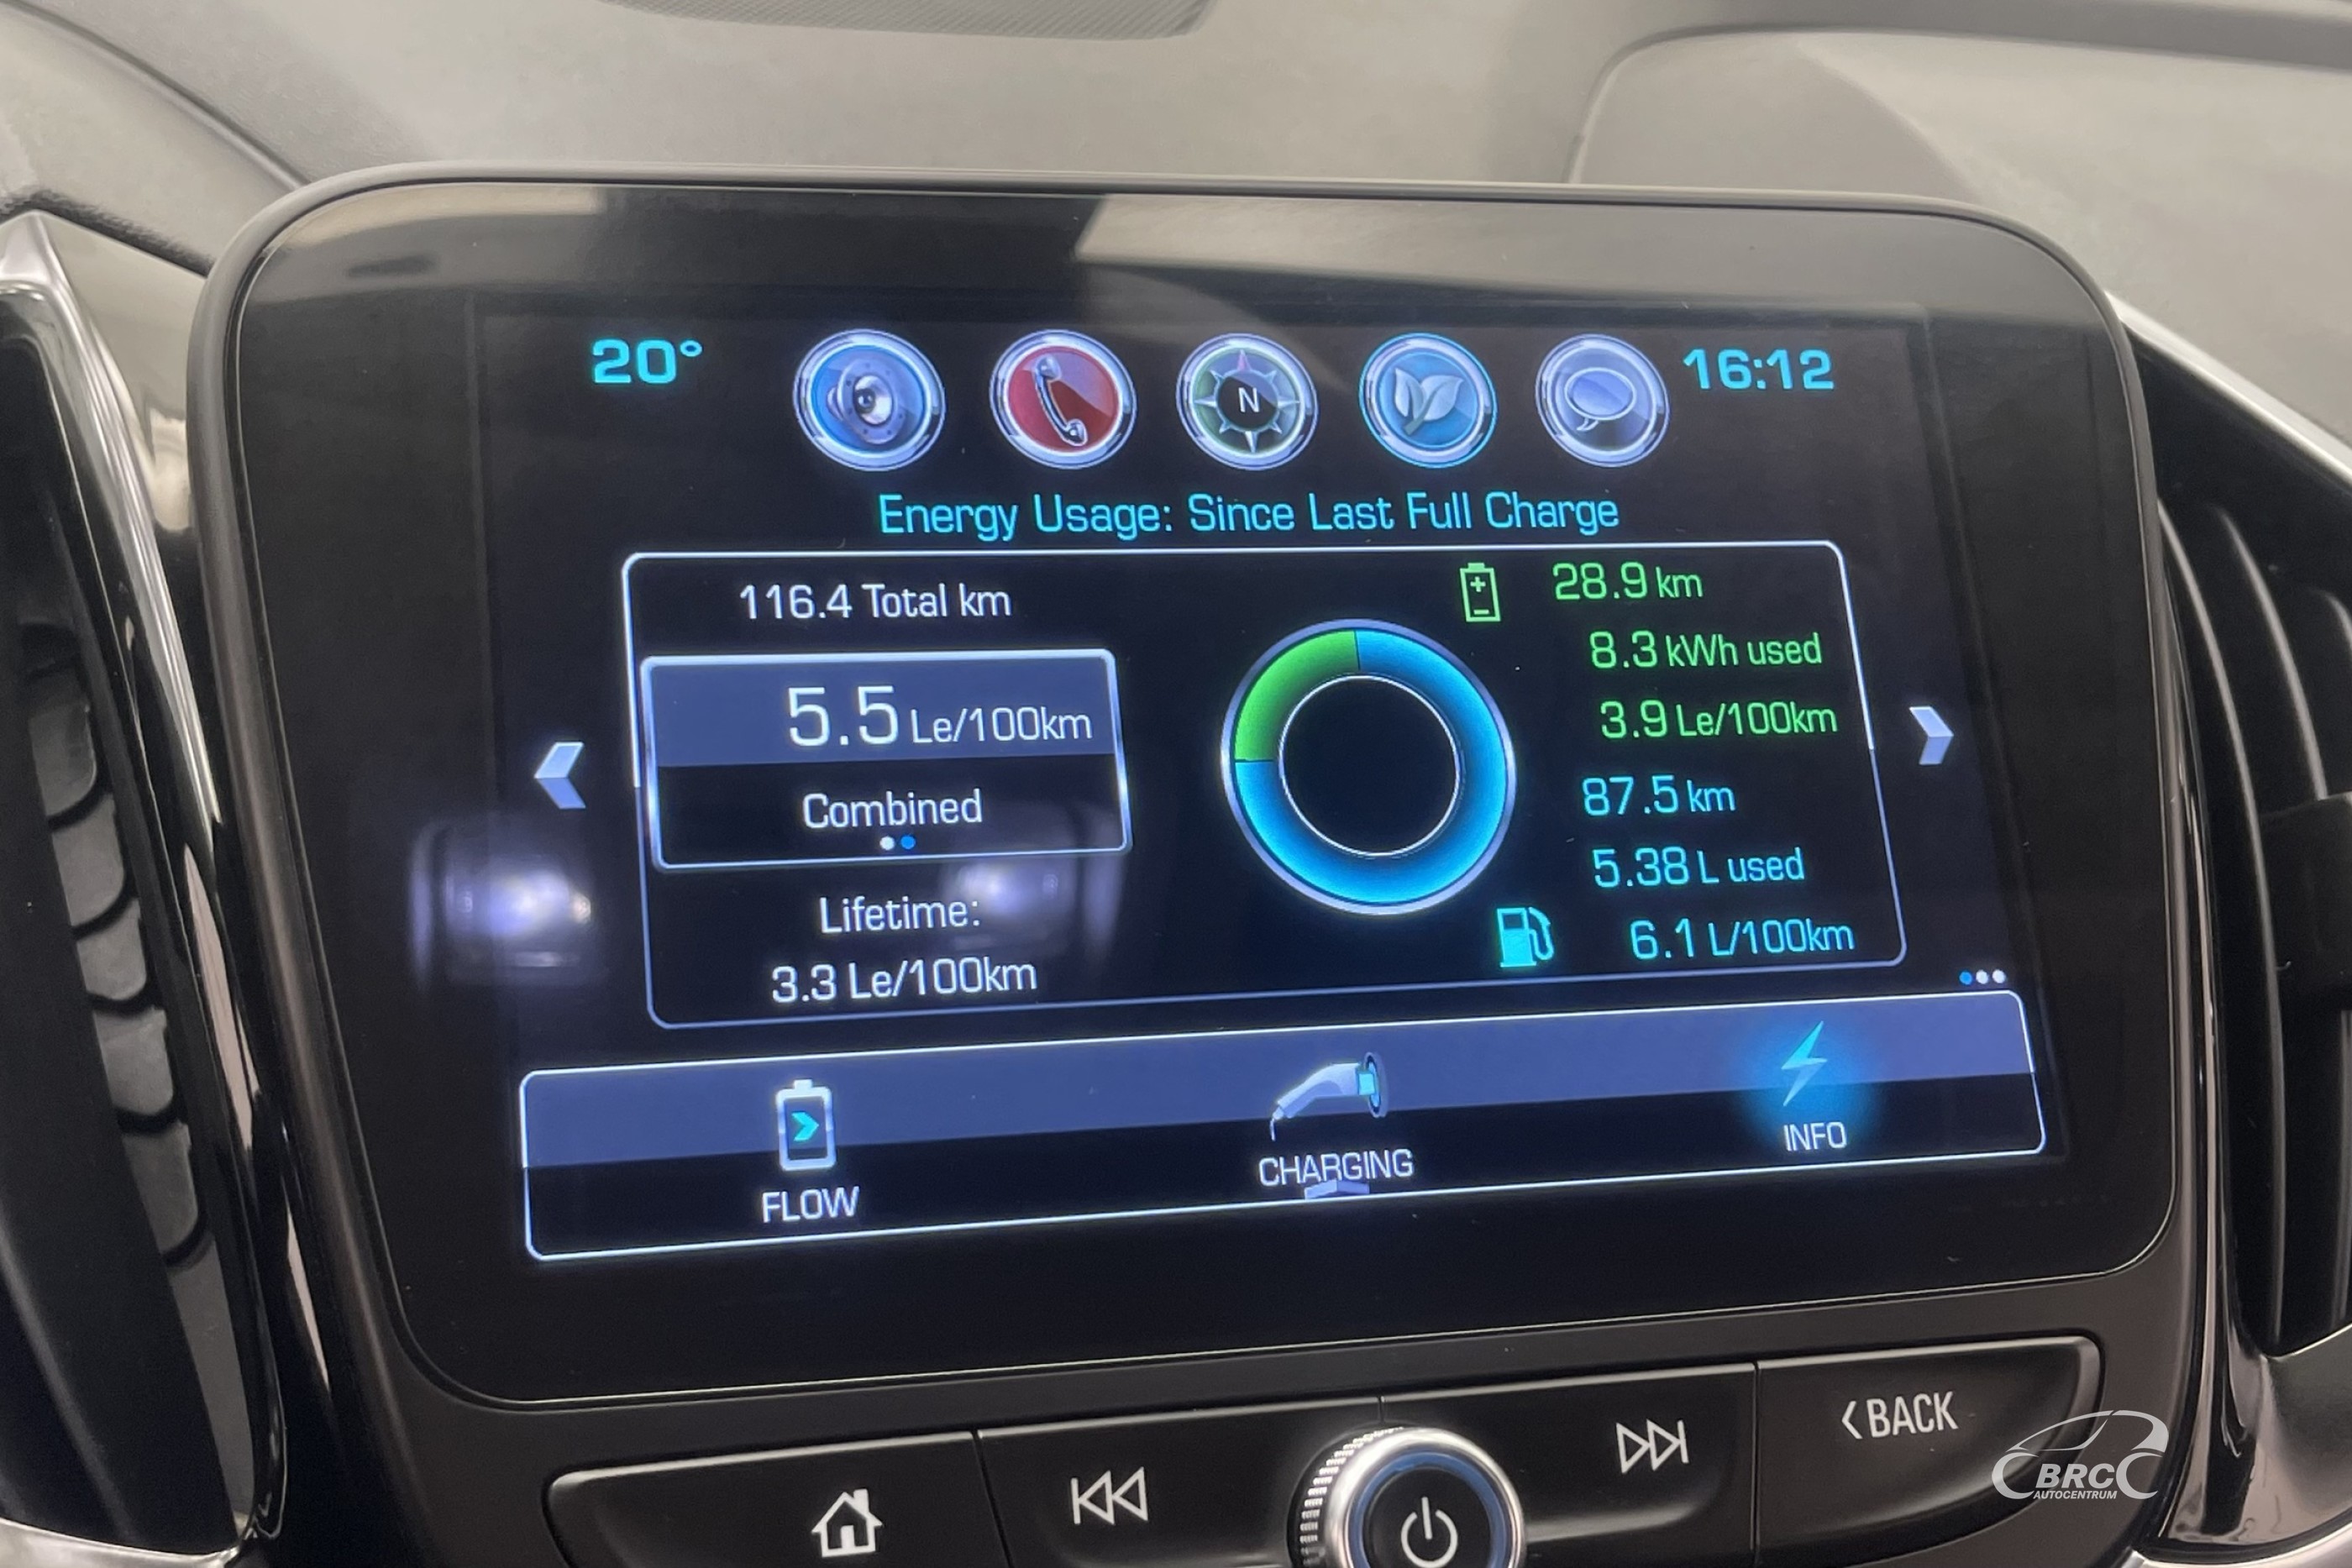 20°
N
16:12
Energy Usage: Since Last Full Charge
116.4 Total km
5.5 Le/100km
Combined
Lifetime:
3.3 Le/100km
28.9 km
8.3 kWh used
3.9 Le/100km
87.5 km
5.38 L used
6.1 L/100km
FLOW
CHARGING
INFO
BACK
BRC
AUTOCENTRUM